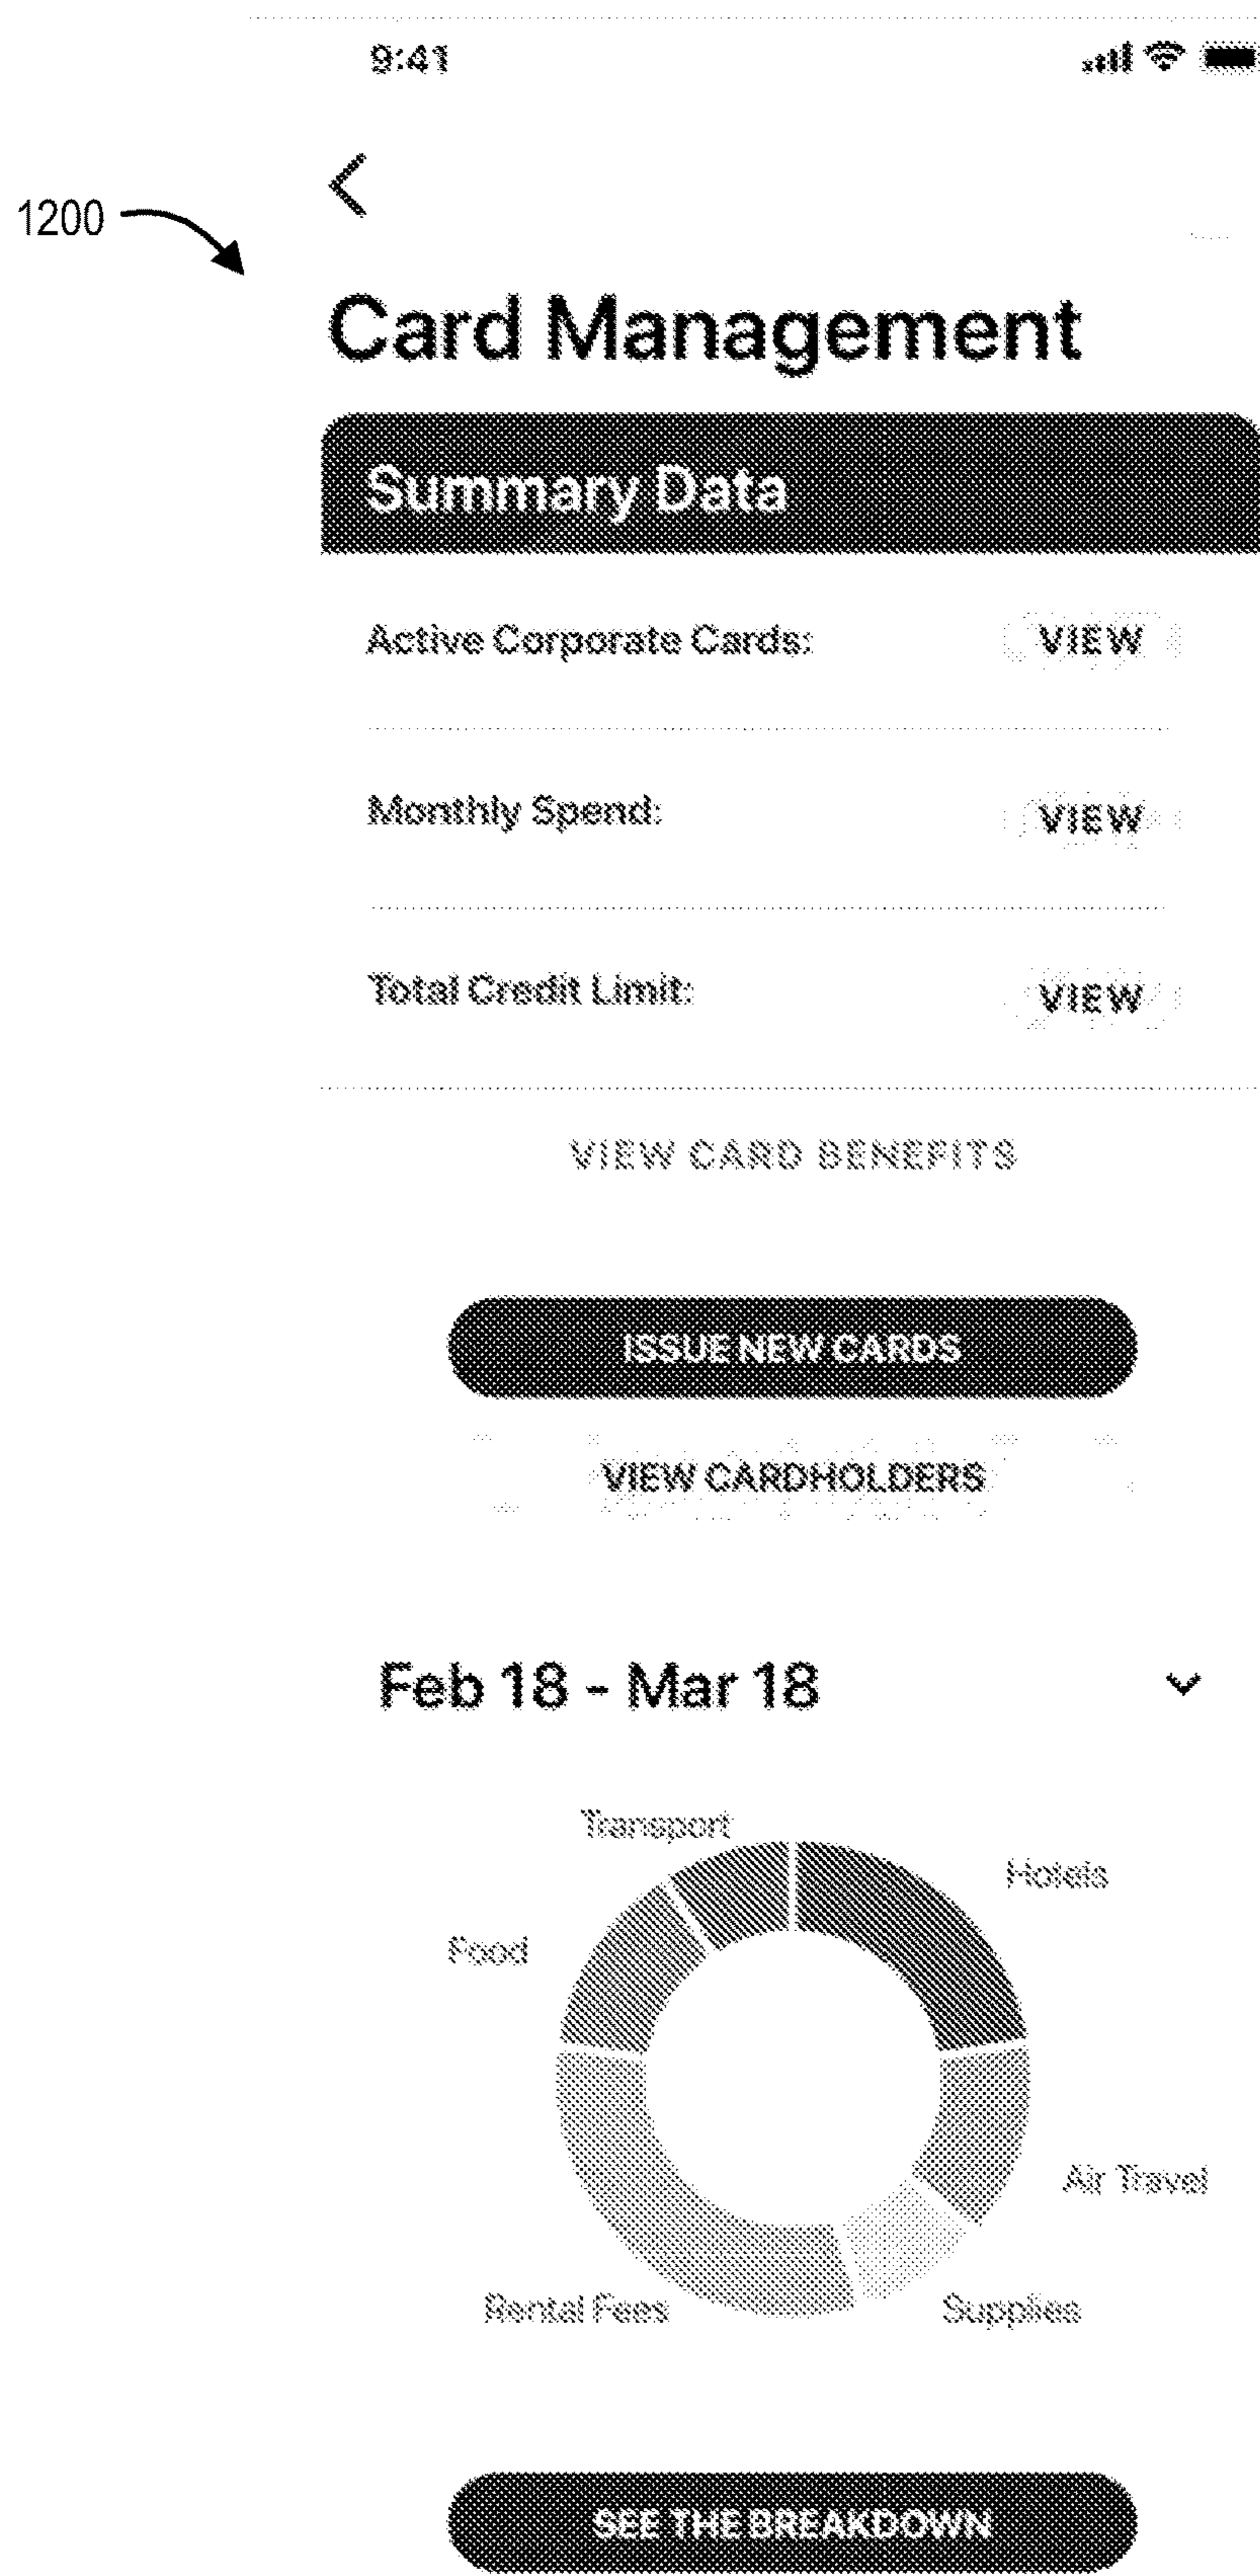 9:41
1200
Card Management
Summary Data
Active Corporate Cards: VIEW
Monthly Spend: VIEW
Total Credit Limit: VIEW
VIEW CARD BENEFITS
ISSUE NEW CARDS
VIEW CARDHOLDERS
Feb 18 - Mar 18
Transport
Hotels
Food
Air Travel
Rental Fees
Supplies
SEE THE BREAKDOWN